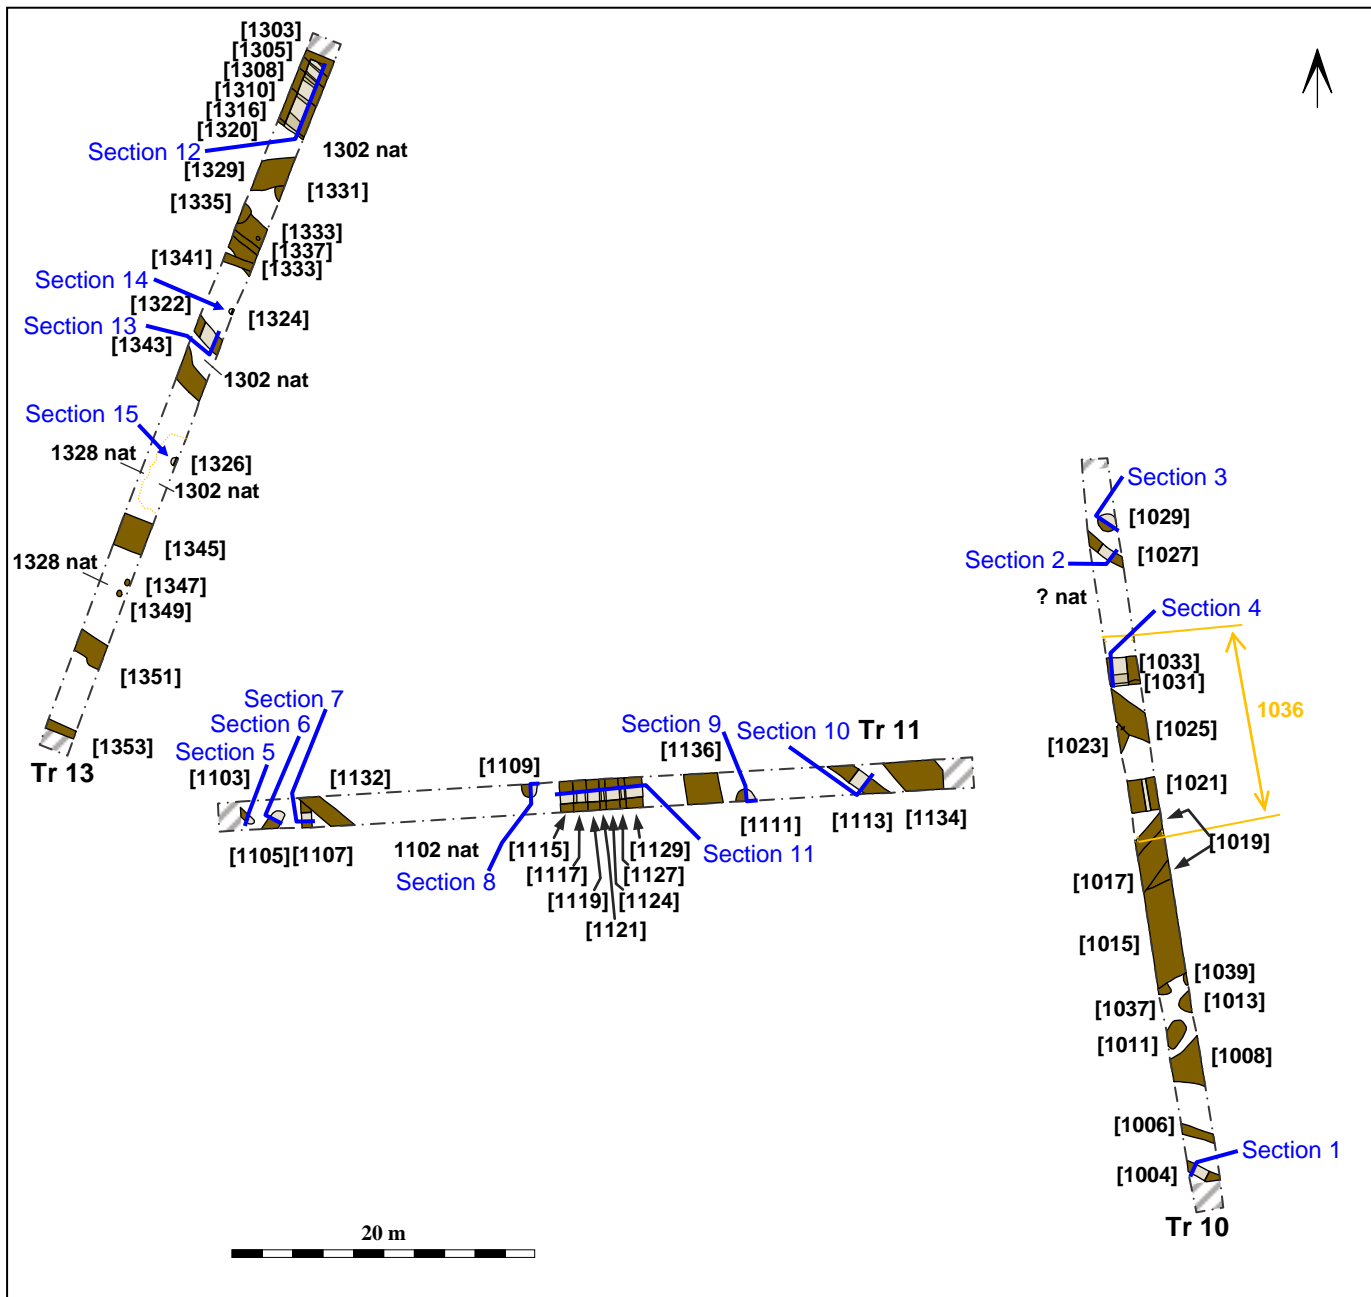 [1303]
[1305]
[1308]
[1310]
[1316]
[1320]
Section 12
1302 nat
[1329]
[1331]
[1335]
[1333]
[1337]
[1333]
[1341]
Section 14
[1322]
[1324]
Section 13
[1343]
1302 nat
Section 15
1328 nat
[1326]
1302 nat
[1345]
1328 nat
[1347]
[1349]
[1351]
[1353]
Tr 13
Section 7
Section 6
Section 5
[1103]
[1132]
[1105]
[1107]
[1109]
1102 nat
Section 8
[1115]
[1117]
[1119]
[1121]
[1124]
[1127]
[1129]
Section 11
[1136]
Section 9
Section 10
Tr 11
[1111]
[1113]
[1134]
Section 3
[1029]
Section 2
[1027]
? nat
Section 4
[1033]
[1031]
1036
[1025]
[1023]
[1021]
[1019]
[1017]
[1015]
[1039]
[1013]
[1037]
[1011]
[1008]
[1006]
Section 1
[1004]
Tr 10
20 m